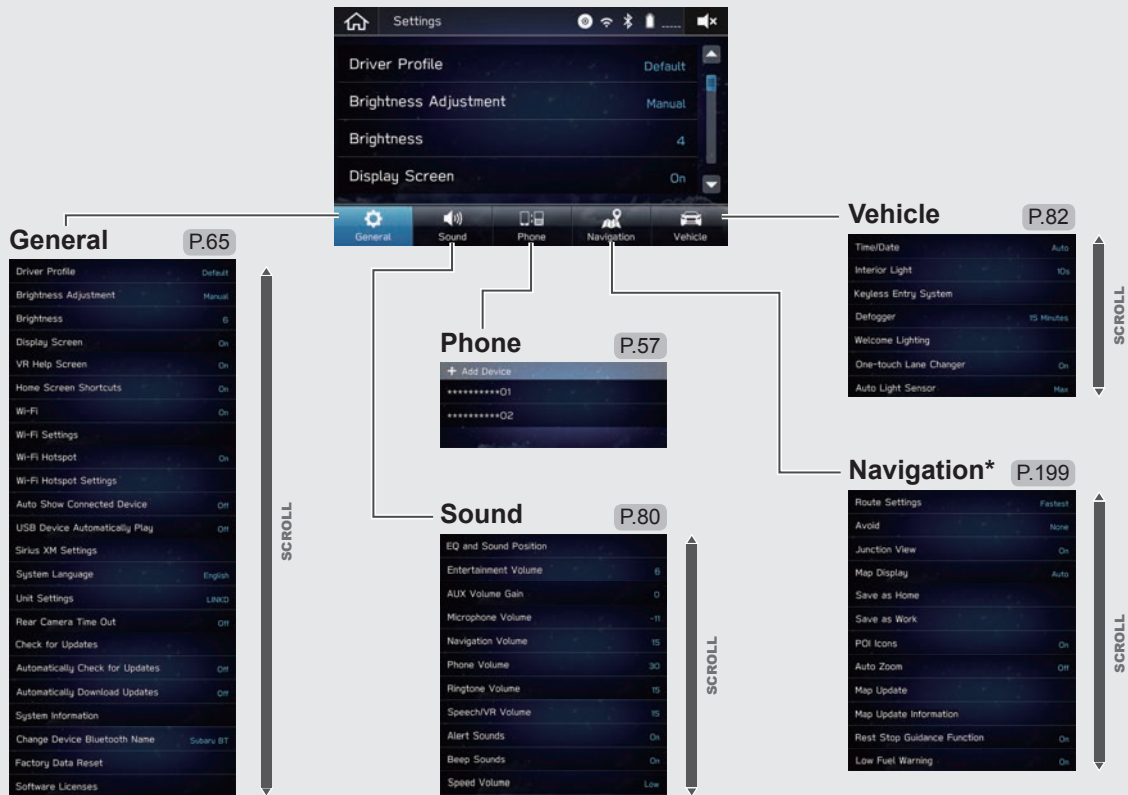 Settings
Driver Profile Default
Brightness Adjustment Manual
Brightness 4
Display Screen On
General Sound Phone Navigation Vehicle
General P.65
Driver Profile Default
Brightness Adjustment Manual
Brightness 6
Display Screen On
VR Help Screen On
Home Screen Shortcuts On
Wi-Fi On
Wi-Fi Settings
Wi-Fi Hotspot On
Wi-Fi Hotspot Settings
Auto Show Connected Device Off
USB Device Automatically Play Off
Sirius XM Settings
System Language English
Unit Settings LINKD
Rear Camera Time Out Off
Check for Updates
Automatically Check for Updates Off
Automatically Download Updates Off
System Information
Change Device Bluetooth Name Subaru BT
Factory Data Reset
Software Licenses
SCROLL
Phone P.57
+ Add Device
**********01
**********02
Sound P.80
EQ and Sound Position
Entertainment Volume 6
AUX Volume Gain 0
Microphone Volume -11
Navigation Volume 15
Phone Volume 30
Ringtone Volume 15
Speech/VR Volume 15
Alert Sounds On
Beep Sounds On
Speed Volume Low
SCROLL
Vehicle P.82
Time/Date Auto
Interior Light 10s
Keyless Entry System
Defogger 15 Minutes
Welcome Lighting
One-touch Lane Changer On
Auto Light Sensor Max
SCROLL
Navigation* P.199
Route Settings Fastest
Avoid None
Junction View On
Map Display Auto
Save as Home
Save as Work
POI Icons On
Auto Zoom Off
Map Update
Map Update Information
Rest Stop Guidance Function On
Low Fuel Warning On
SCROLL